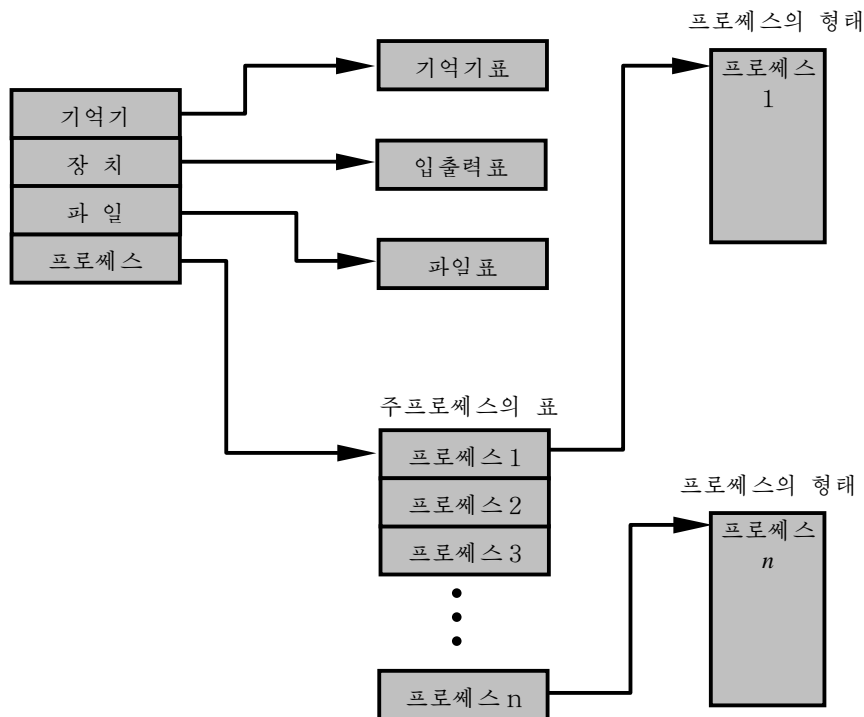 프로쎄스의 형태
기억기표
프로쎄스
1
기억기
장 치
입출력표
파 일
프로쎄스
파일표
주프로쎄스의 표
프로쎄스1
프로쎄스2
프로쎄스3
프로쎄스의 형태
프로쎄스
n
프로쎄스n